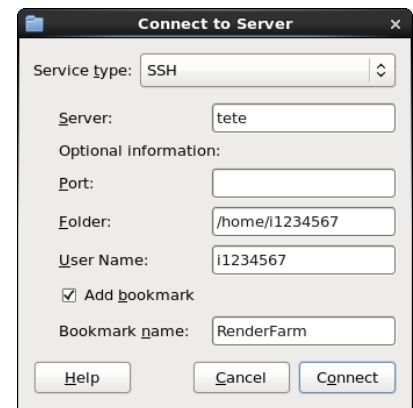 Connect to Server
Service type: SSH
Server: tete
Optional information:
Port:
Folder: /home/i1234567
User Name: i1234567
Add bookmark
Bookmark name: RenderFarm
Help Cancel Connect